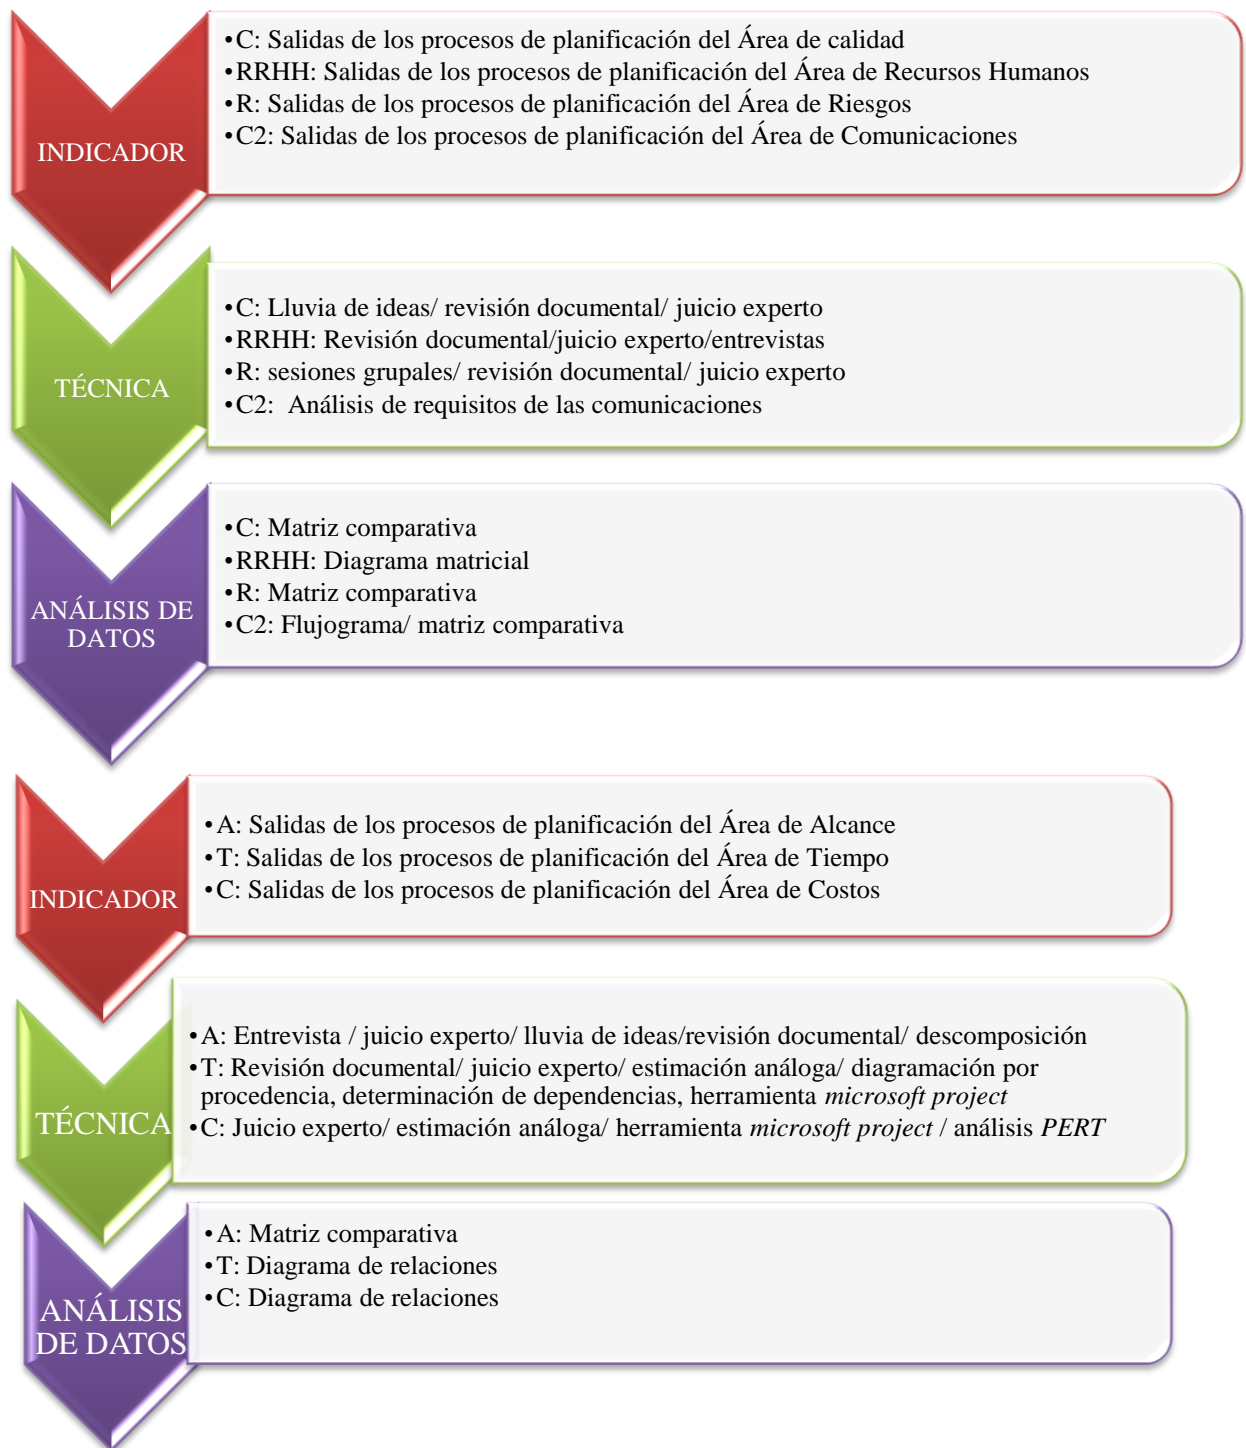 INDICADOR
•C: Salidas de los procesos de planificación del Área de calidad
•RRHH: Salidas de los procesos de planificación del Área de Recursos Humanos
•R: Salidas de los procesos de planificación del Área de Riesgos
•C2: Salidas de los procesos de planificación del Área de Comunicaciones
TÉCNICA
•C: Lluvia de ideas/ revisión documental/ juicio experto
•RRHH: Revisión documental/juicio experto/entrevistas
•R: sesiones grupales/ revisión documental/ juicio experto
•C2: Análisis de requisitos de las comunicaciones
ANÁLISIS DE
DATOS
•C: Matriz comparativa
•RRHH: Diagrama matricial
•R: Matriz comparativa
•C2: Flujograma/ matriz comparativa
INDICADOR
•A: Salidas de los procesos de planificación del Área de Alcance
•T: Salidas de los procesos de planificación del Área de Tiempo
•C: Salidas de los procesos de planificación del Área de Costos
TÉCNICA
•A: Entrevista / juicio experto/ lluvia de ideas/revisión documental/ descomposición
•T: Revisión documental/ juicio experto/ estimación análoga/ diagramación por
procedencia, determinación de dependencias, herramienta microsoft project
•C: Juicio experto/ estimación análoga/ herramienta microsoft project / análisis PERT
ANÁLISIS
DE DATOS
•A: Matriz comparativa
•T: Diagrama de relaciones
•C: Diagrama de relaciones